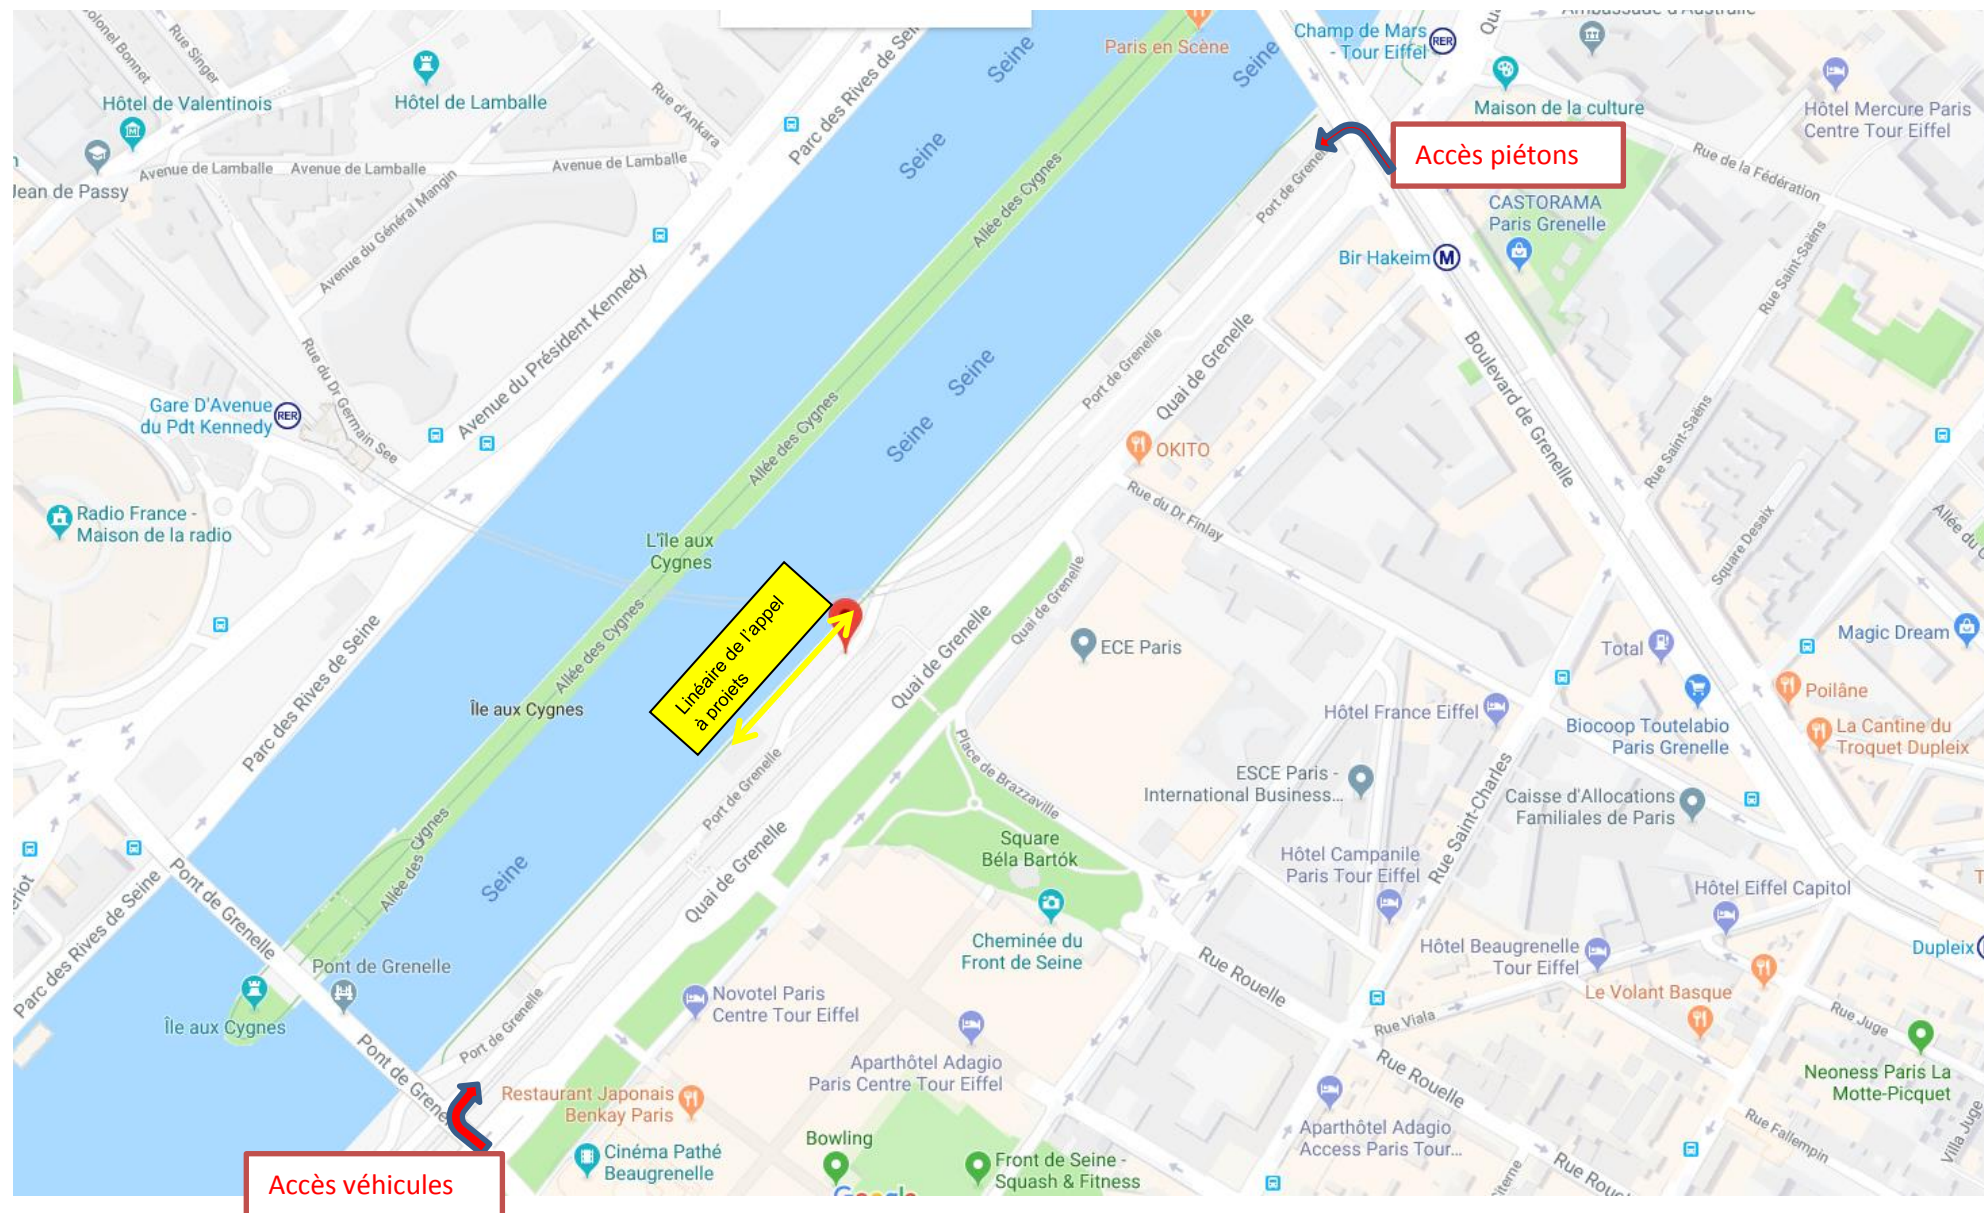 Colonel Bonnet
Rue Singer
Hôtel de Valentinois
Hôtel de Lamballe
Rue d'Ankara
Parc des Rives de Sei
Seine
Paris en Scène
Seine
Champ de Mars
- Tour Eiffel
RER
Maison de la culture
Hôtel Mercure Paris
Centre Tour Eiffel
Accès piétons
Rue de la Fédération
Jean de Passy
Avenue de Lamballe
Avenue de Lamballe
Avenue de Lamballe
Avenue du Général Mangin
Seine
Allée des Cygnes
Port de Grenel
CASTORAMA
Paris Grenelle
Bir Hakeim
M
Rue Saint-Saëns
Avenue du Président Kennedy
Rue du Dr Germain See
Gare D'Avenue
du Pdt Kennedy
RER
Seine
Seine
Allée des Cygnes
Port de Grenelle
Quai de Grenelle
Boulevard de Grenelle
Rue Saint-Saëns
OKITO
Rue du Dr Finlay
Square Desaix
Allée du
Radio France -
Maison de la radio
L'île aux
Cygnes
Linéaire de l'appel
à projets
Allée des Cygnes
Île aux Cygnes
Parc des Rives de Seine
Quai de Grenelle
Quai de Grenelle
ECE Paris
Total
Magic Dream
Poilâne
Hôtel France Eiffel
Biocoop Toutelabio
Paris Grenelle
La Cantine du
Troquet Dupleix
Place de Brazzaville
ESCE Paris -
International Business...
Rue Saint-Charles
Caisse d'Allocations
Familiales de Paris
Port de Grenelle
Quai de Grenelle
Square
Béla Bartók
Hôtel Campanile
Paris Tour Eiffel
Hôtel Eiffel Capitol
Allée des Cygnes
Seine
Pont de Grenelle
Parc des Rives de Seine
Pont de Grenelle
Cheminée du
Front de Seine
Rue Rouelle
Hôtel Beaugrenelle
Tour Eiffel
Dupleix
Le Volant Basque
Île aux Cygnes
Port de Grenelle
Novotel Paris
Centre Tour Eiffel
Rue Viala
Rue Juge
Pont de Grene
Aparthôtel Adagio
Paris Centre Tour Eiffel
Rue Rouelle
Neoness Paris La
Motte-Picquet
Restaurant Japonais
Benkay Paris
Aparthôtel Adagio
Access Paris Tour...
Rue Fallempin
Villa Juge
Cinéma Pathé
Beaugrenelle
Bowling
Front de Seine -
Squash & Fitness
Rue Rou
Accès véhicules
Google